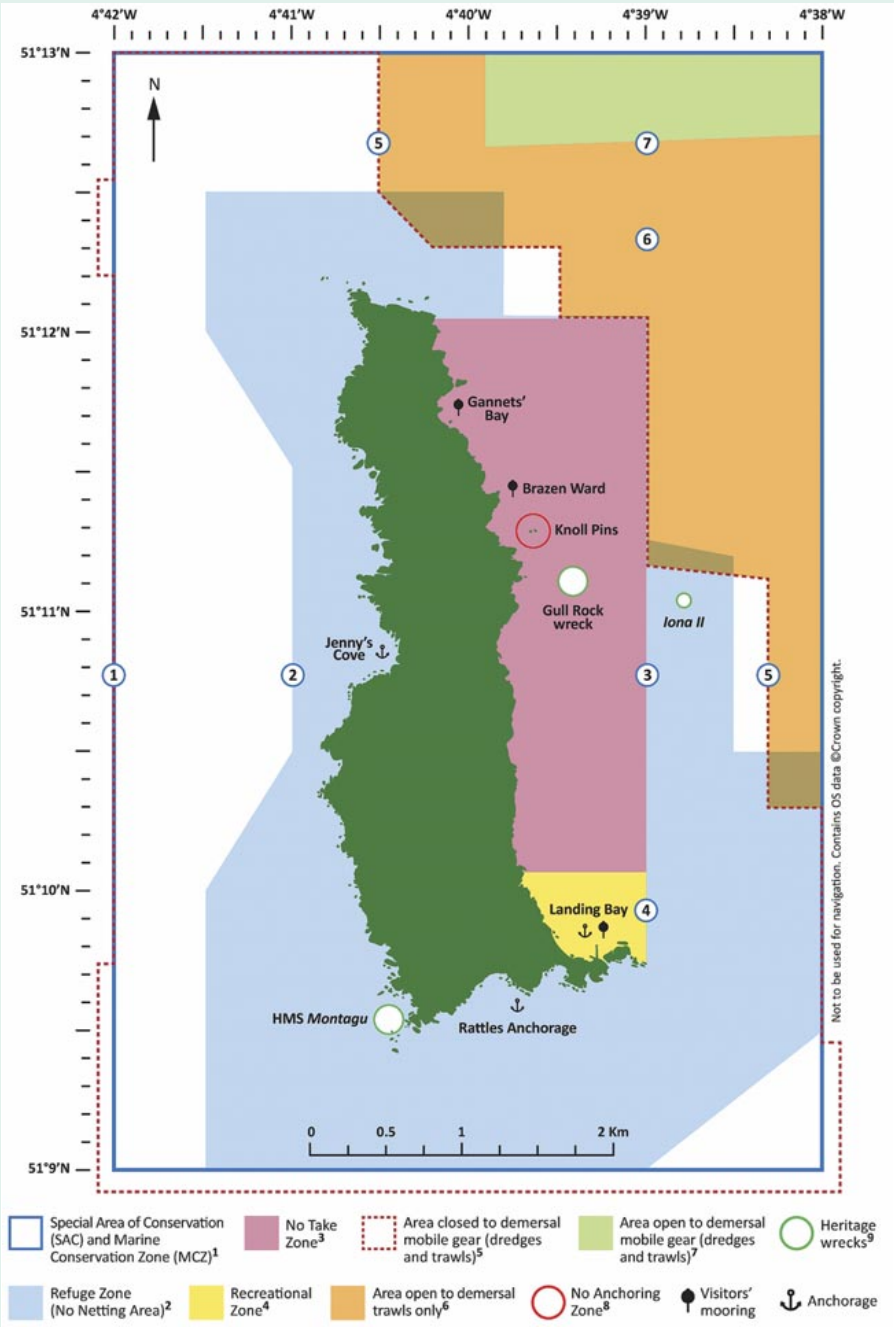 4°42'W 4°41'W 4°40'W 4°39'W 4°38'W
51°13'N
N
5
7
6
51°12'N
Gannets'
Bay
Brazen Ward
Knoll Pins
51°11'N
Gull Rock
wreck
Iona II
Jenny's
Cove
1
2
3
5
51°10'N
Landing Bay
4
HMS Montagu
Rattles Anchorage
0 0.5 1 2 Km
51°9'N
Not to be used for navigation. Contains OS data ©Crown copyright.
Special Area of Conservation
(SAC) and Marine
Conservation Zone (MCZ)1
No Take
Zone3
Area closed to demersal
mobile gear (dredges
and trawls)5
Area open to demersal
mobile gear (dredges
and trawls)7
Heritage
wrecks9
Refuge Zone
(No Netting Area)2
Recreational
Zone4
Area open to demersal
trawls only6
No Anchoring
Zone8
Visitors'
mooring
Anchorage